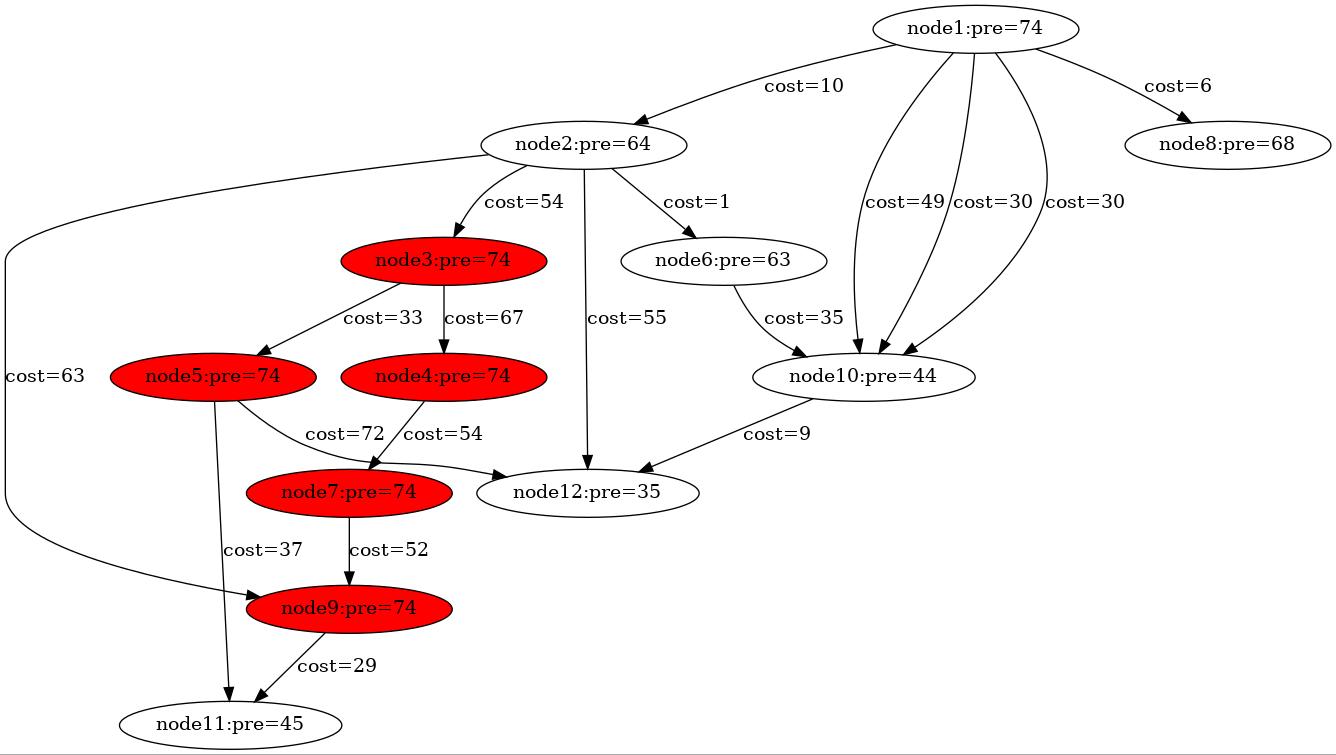 node1:pre=74
cost=10
cost=6
node2:pre=64
node8:pre=68
cost=54
cost=1
cost=49
cost=30
cost=30
node3:pre=74
node6:pre=63
cost=33
cost=67
cost=55
cost=35
cost=63
node5:pre=74
node4:pre=74
node10:pre=44
cost=72
cost=54
cost=9
node7:pre=74
node12:pre=35
cost=37
cost=52
node9:pre=74
cost=29
node11:pre=45